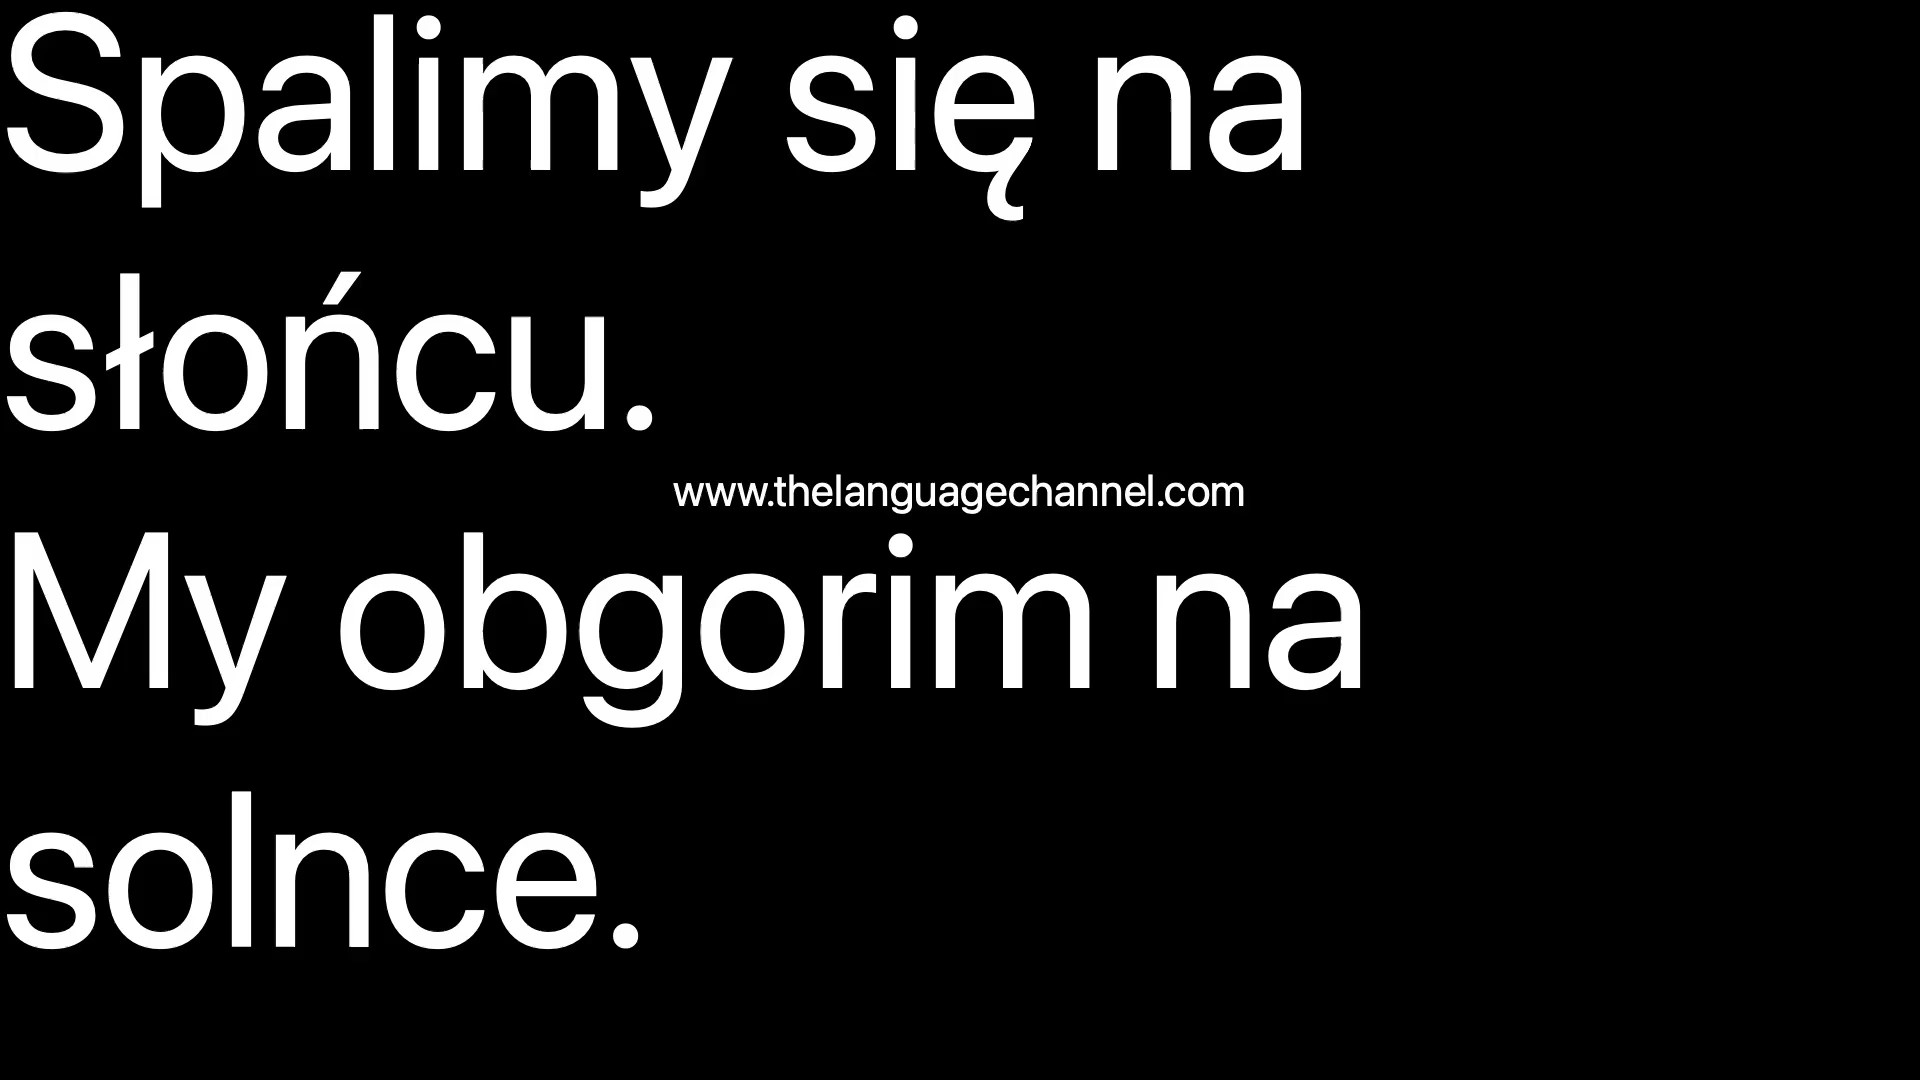 Spalimy się na
słońcu.
www.thelanguagechannel.com
My obgorim na
solnce.